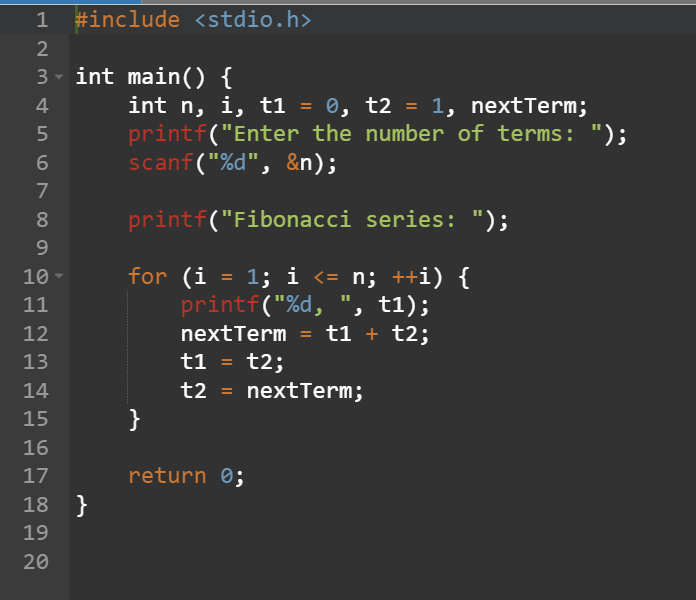 1 #include <stdio.h>
2
3 int main() {
4     int n, i, t1 = 0, t2 = 1, nextTerm;
5     printf("Enter the number of terms: ");
6     scanf("%d", &n);
7
8     printf("Fibonacci series: ");
9
10     for (i = 1; i <= n; ++i) {
11         printf("%d, ", t1);
12         nextTerm = t1 + t2;
13         t1 = t2;
14         t2 = nextTerm;
15     }
16
17     return 0;
18 }
19
20